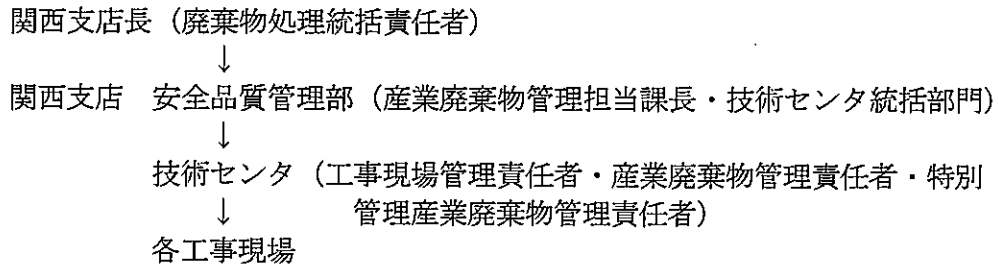 関西支店長（廃棄物処理統括責任者）
↓
関西支店　安全品質管理部（産業廃棄物管理担当課長・技術センタ統括部門）
↓
技術センタ（工事現場管理責任者・産業廃棄物管理責任者・特別
↓　管理産業廃棄物管理責任者）
各工事現場